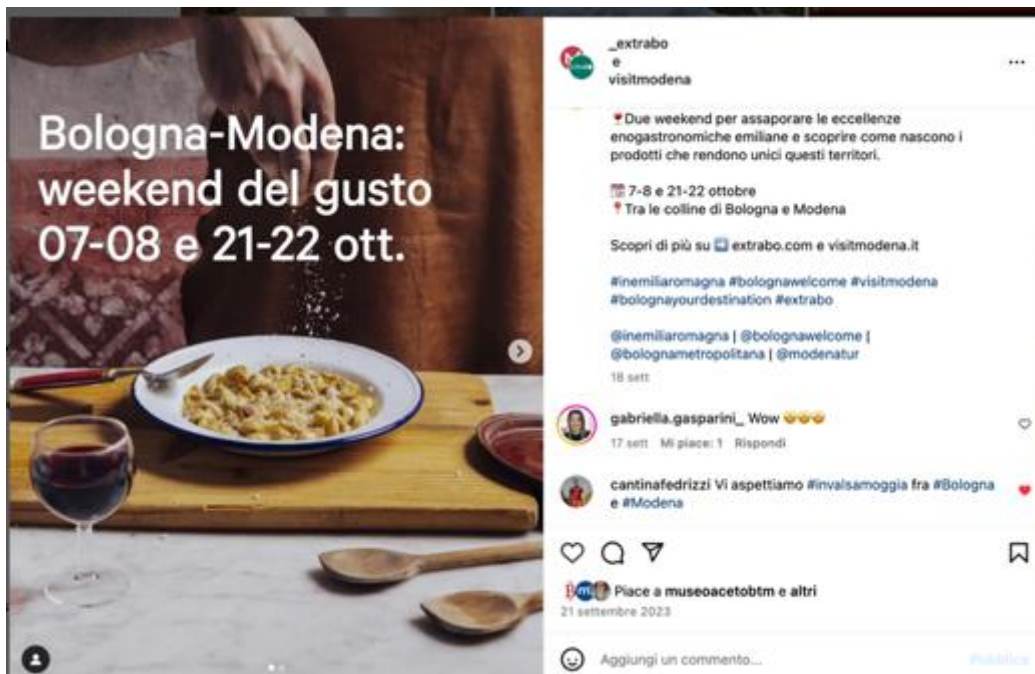 Bologna-Modena:
weekend del gusto
07-08 e 21-22 ott.
_extrabo
e
visitmodena
Due weekend per assaporare le eccellenze
enogastronomiche emiliane e scoprire come nascono i
prodotti che rendono unici questi territori.
7-8 e 21-22 ottobre
Tra le colline di Bologna e Modena
Scopri di più su ➡️ extrabo.com e visitmodena.it
#inemiliaromagna #bolognawelcome #visitmodena
#bolognayourdestination #extrabo
@inemiliaromagna | @bolognawelcome |
@bolognametropolitana | @modenatur
18 sett
gabriella.gasparini_ Wow 🤩🤩🤩
17 sett Mi piace: 1 Rispondi
cantinafedrizzi Vi aspettiamo #invalsamoggia fra #Bologna
e #Modena
Piace a museoacetobtm e altri
21 settembre 2023
Aggiungi un commento...
Pubblica